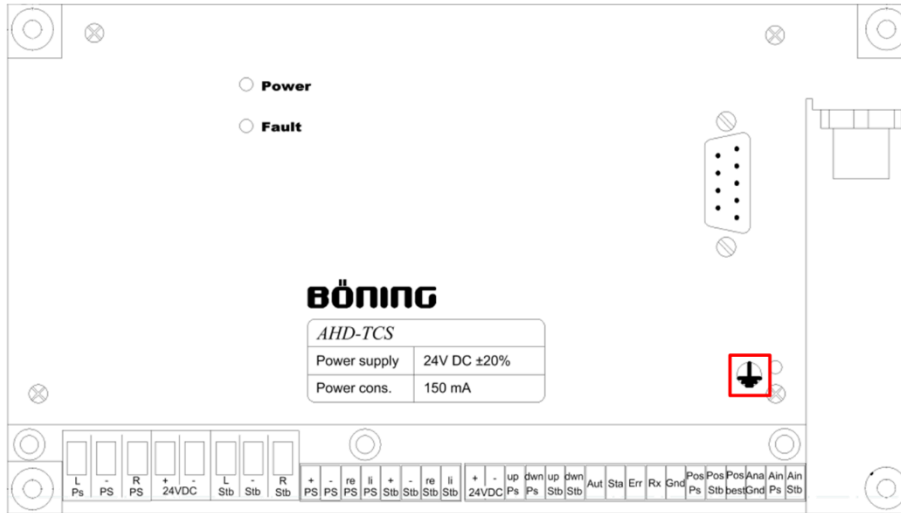 Power
Fault
BÖNING
AHD-TCS
Power supply 24V DC ±20%
Power cons. 150 mA
L - R + - L - R
Ps PS PS 24VDC Stb Stb Stb
+ - re li + - re li + - up dwn up dwn Aut Sta Err Rx Gnd Pos Pos Pos Ana Ain Ain
PS PS PS PS Stb Stb Stb Stb 24VDC Ps Ps Stb Stb Ps Stb best Gnd Ps Stb